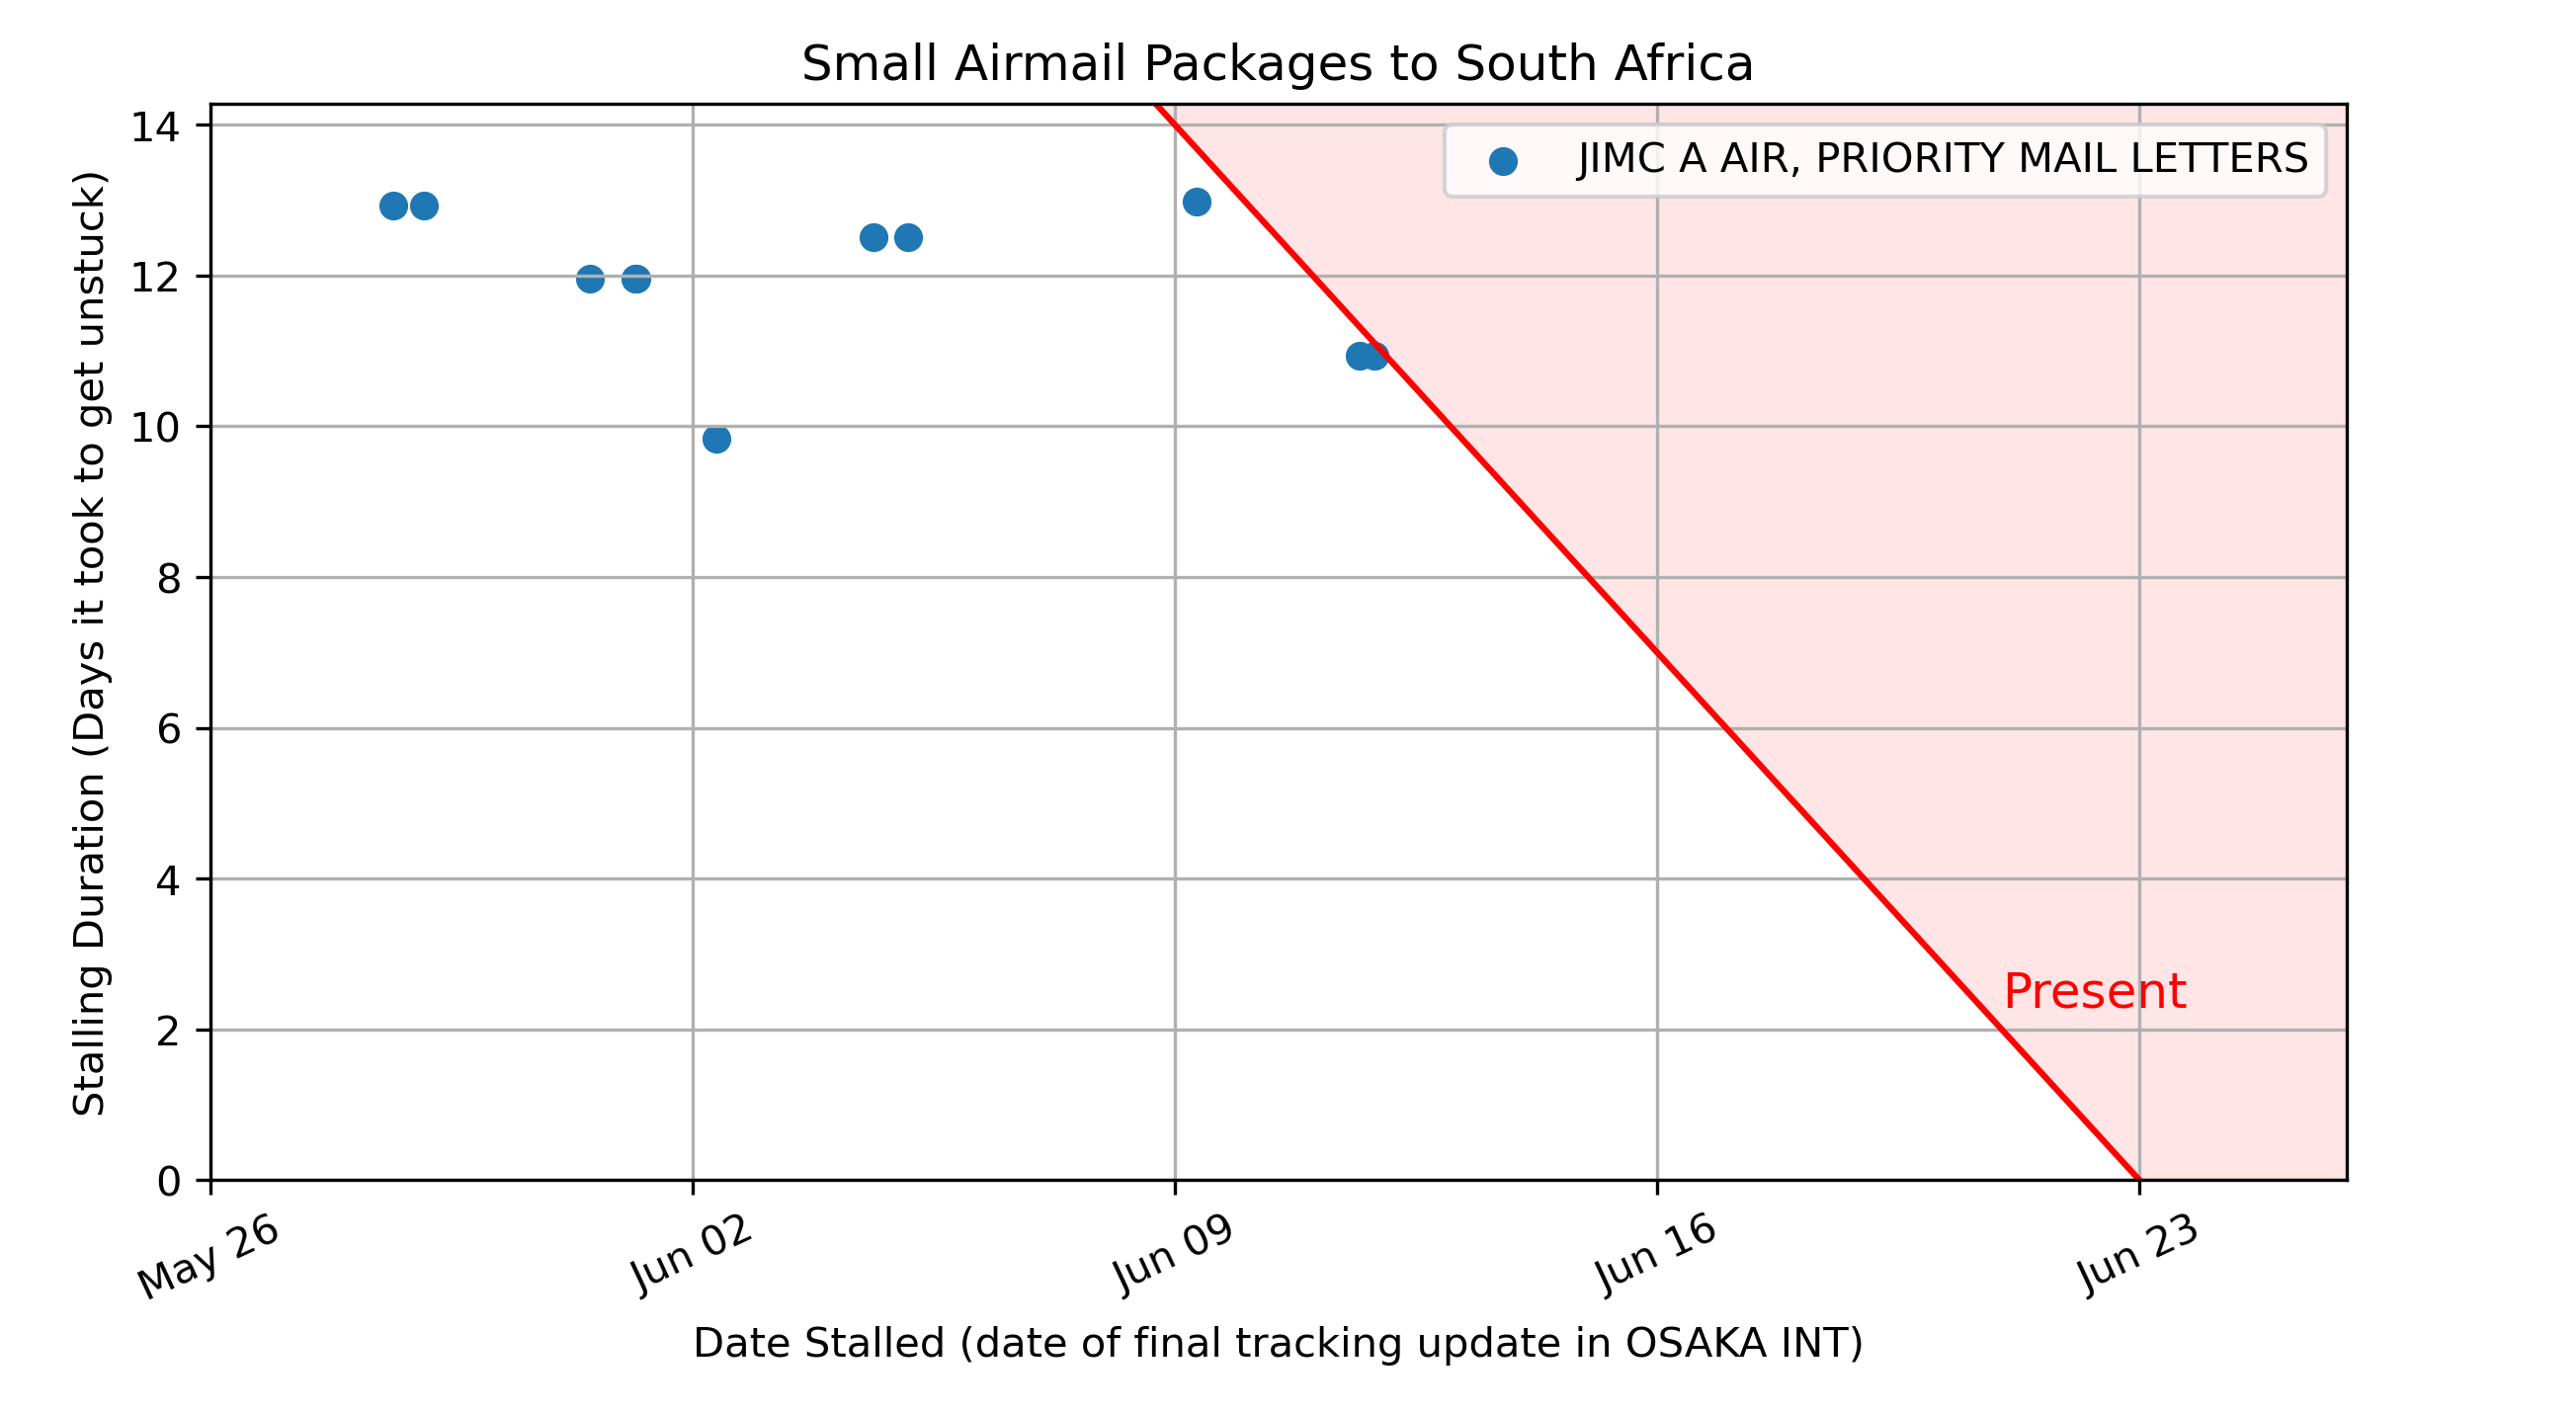 Small Airmail Packages to South Africa
JIMC A AIR, PRIORITY MAIL LETTERS
Stalling Duration (Days it took to get unstuck)
14
12
10
8
6
4
2
0
Present
May 26
Jun 02
Jun 09
Jun 16
Jun 23
Date Stalled (date of final tracking update in OSAKA INT)